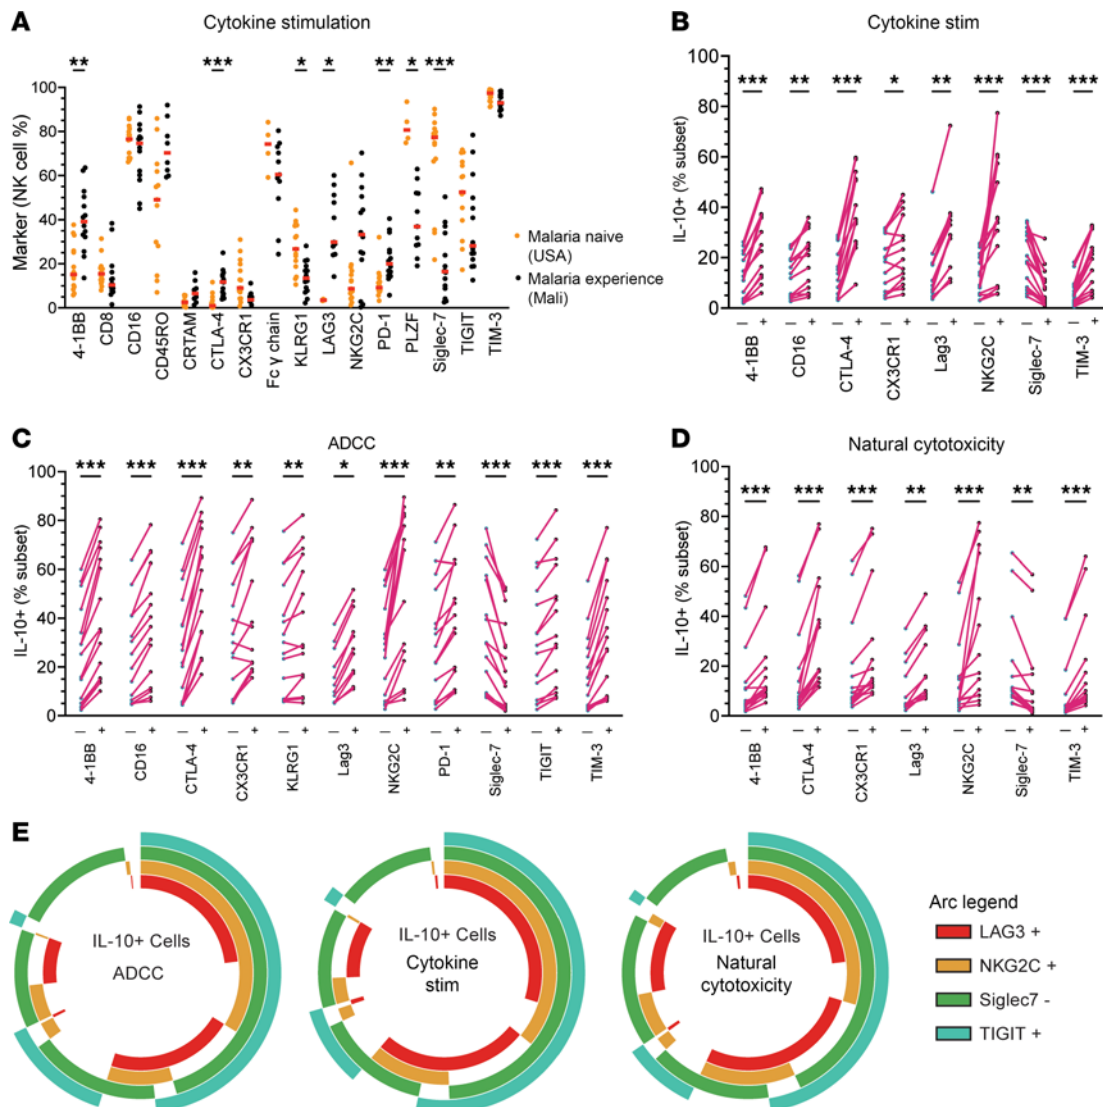 A
Cytokine stimulation
** *** * * ** * ***
Marker (NK cell %)
100
80
60
40
20
0
4-1BB
CD8
CD16
CD45RO
CRTAM
CTLA-4
CX3CR1
Fc γ chain
KLRG1
LAG3
NKG2C
PD-1
PLZF
Siglec-7
TIGIT
TIM-3
Malaria naive
(USA)
Malaria experience
(Mali)
B
Cytokine stim
*** ** *** * ** *** *** ***
IL-10+ (% subset)
100
80
60
40
20
0
– + – + – + – + – + – + – + – +
4-1BB
CD16
CTLA-4
CX3CR1
Lag3
NKG2C
Siglec-7
TIM-3
C
ADCC
*** *** *** ** ** * *** ** *** *** ***
IL-10+ (% subset)
100
80
60
40
20
0
– + – + – + – + – + – + – + – + – + – + – +
4-1BB
CD16
CTLA-4
CX3CR1
KLRG1
Lag3
NKG2C
PD-1
Siglec-7
TIGIT
TIM-3
D
Natural cytotoxicity
*** *** *** ** *** ** ***
IL-10+ (% subset)
100
80
60
40
20
0
– + – + – + – + – + – + – +
4-1BB
CTLA-4
CX3CR1
Lag3
NKG2C
Siglec-7
TIM-3
E
IL-10+ Cells
ADCC
IL-10+ Cells
Cytokine
stim
IL-10+ Cells
Natural
cytotoxicity
Arc legend
LAG3 +
NKG2C +
Siglec7 -
TIGIT +